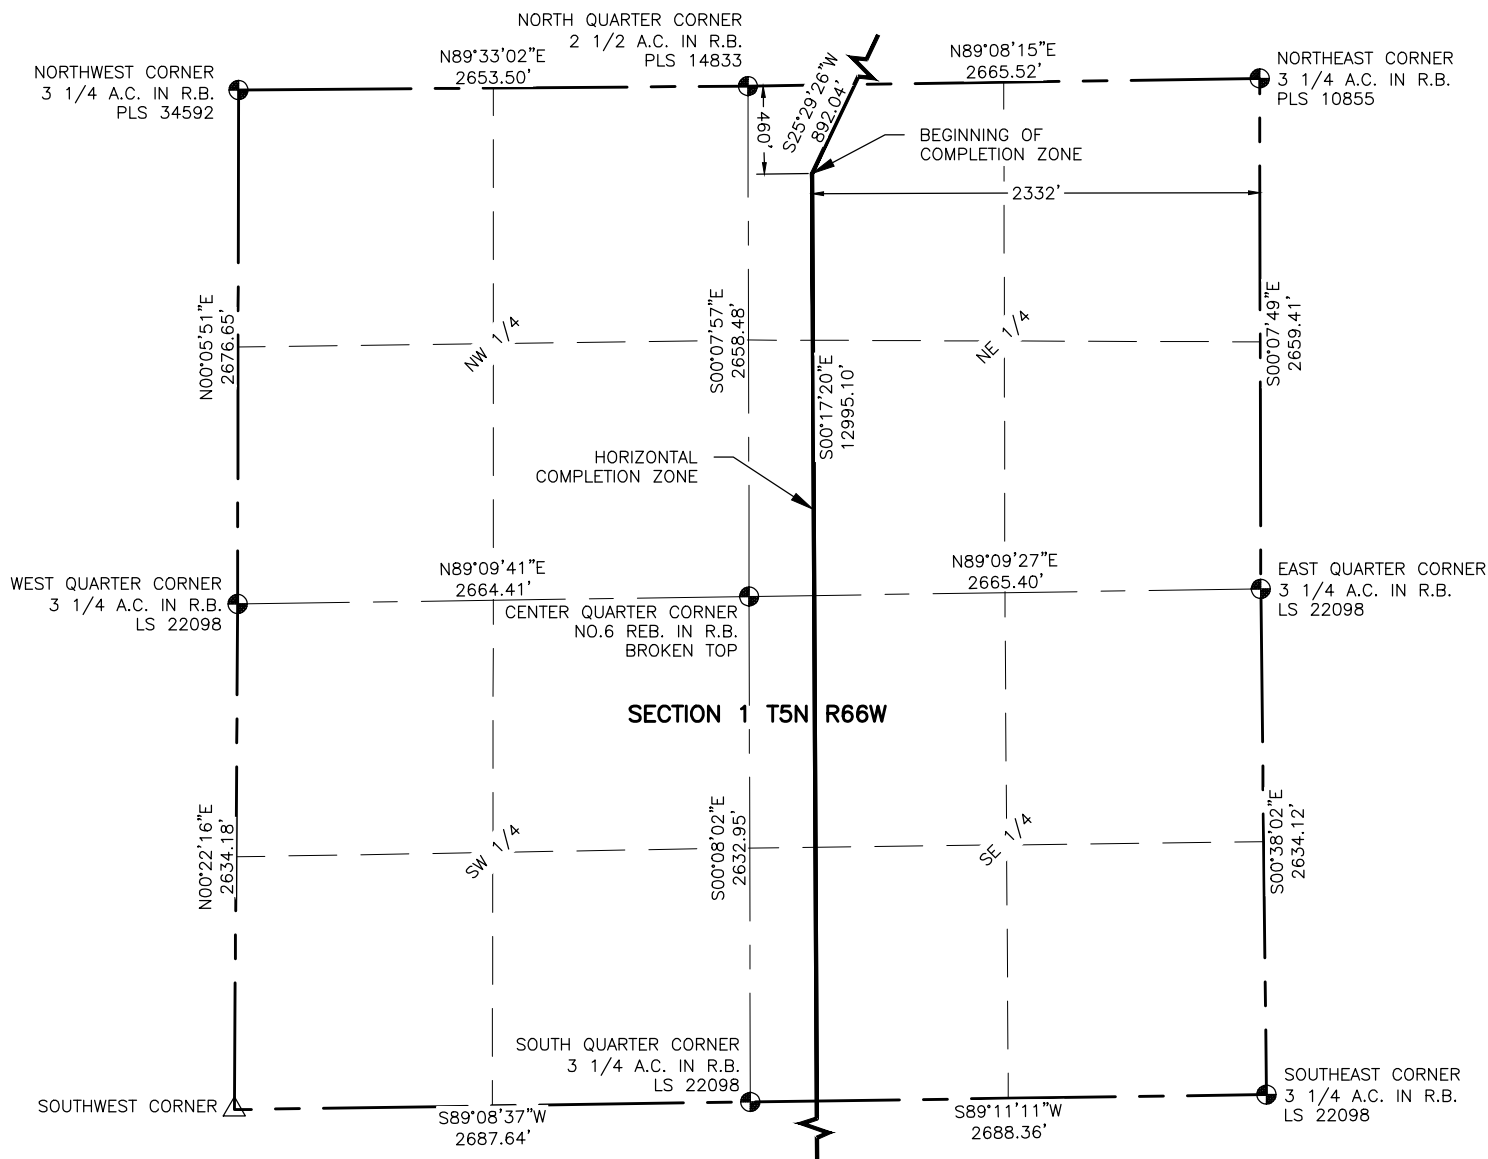 NORTH QUARTER CORNER
2 1/2 A.C. IN R.B.
PLS 14833
N89°33'02"E
2653.50'
N89°08'15"E
2665.52'
NORTHWEST CORNER
3 1/4 A.C. IN R.B.
PLS 34592
NORTHEAST CORNER
3 1/4 A.C. IN R.B.
PLS 10855
460'
S25°29'26"W
892.04'
BEGINNING OF
COMPLETION ZONE
2332'
N00°05'51"E
2676.65'
NW 1/4
S00°07'57"E
2658.48'
S00°17'20"E
12995.10'
NE 1/4
S00°07'49"E
2659.41'
HORIZONTAL
COMPLETION ZONE
WEST QUARTER CORNER
3 1/4 A.C. IN R.B.
LS 22098
N89°09'41"E
2664.41'
CENTER QUARTER CORNER
NO.6 REB. IN R.B.
BROKEN TOP
N89°09'27"E
2665.40'
EAST QUARTER CORNER
3 1/4 A.C. IN R.B.
LS 22098
SECTION 1 T5N R66W
N00°22'16"E
2634.18'
SW 1/4
S00°08'02"E
2632.95'
SE 1/4
S00°38'02"E
2634.12'
SOUTH QUARTER CORNER
3 1/4 A.C. IN R.B.
LS 22098
SOUTHWEST CORNER
S89°08'37"W
2687.64'
S89°11'11"W
2688.36'
SOUTHEAST CORNER
3 1/4 A.C. IN R.B.
LS 22098